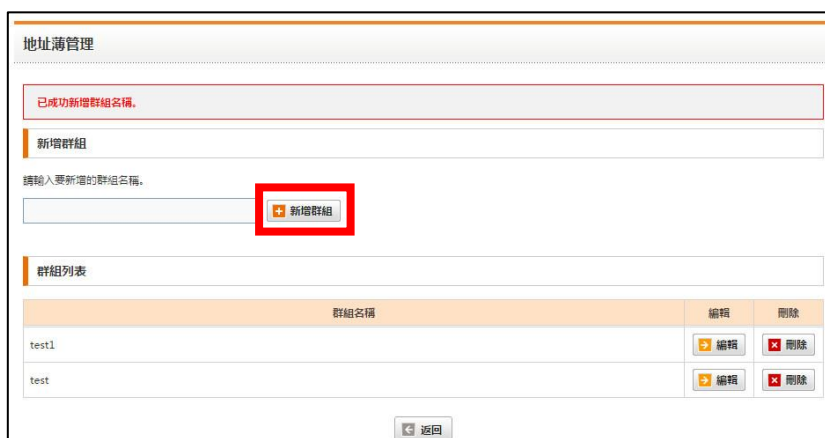 地址薄管理
已成功新增群組名稱。
新增群組
請輸入要新增的群組名稱。
新增群組
群組列表
群組名稱 編輯 刪除
test1 編輯 刪除
test 編輯 刪除
返回